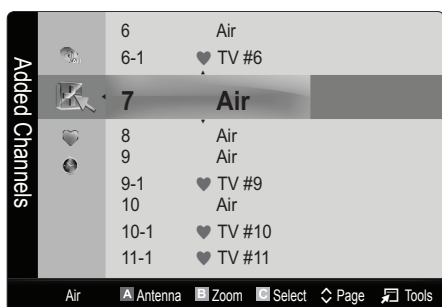 Added Channels
6 Air
6-1 ♥ TV #6
7 Air
8 Air
9 Air
9-1 ♥ TV #9
10 Air
10-1 ♥ TV #10
11-1 ♥ TV #11
Air A Antenna B Zoom C Select Page Tools